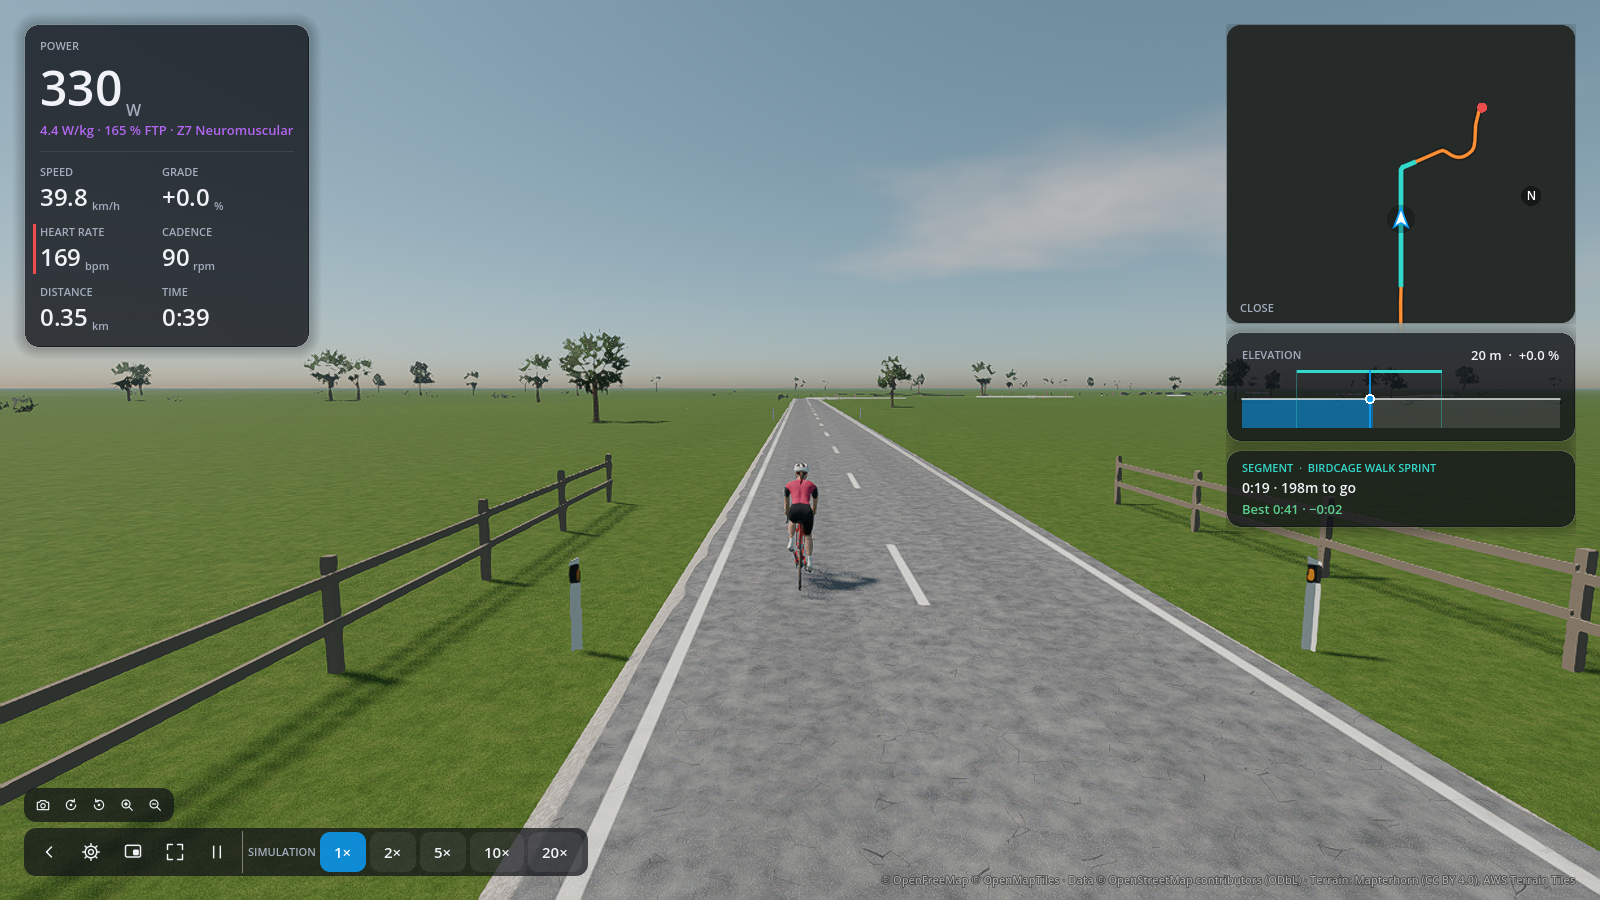 POWER
330 W
4.4 W/kg · 165 % FTP · Z7 Neuromuscular
SPEED GRADE
39.8 km/h +0.0 %
HEART RATE CADENCE
169 bpm 90 rpm
DISTANCE TIME
0.35 km 0:39
N
CLOSE
ELEVATION 20 m · +0.0 %
SEGMENT · BIRDCAGE WALK SPRINT
0:19 · 198m to go
Best 0:41 · −0:02
SIMULATION 1× 2× 5× 10× 20×
© OpenFreeMap © OpenMapTiles · Data © OpenStreetMap contributors (ODbL) · Terrain: Mapterhorn (CC BY 4.0), AWS Terrain Tiles